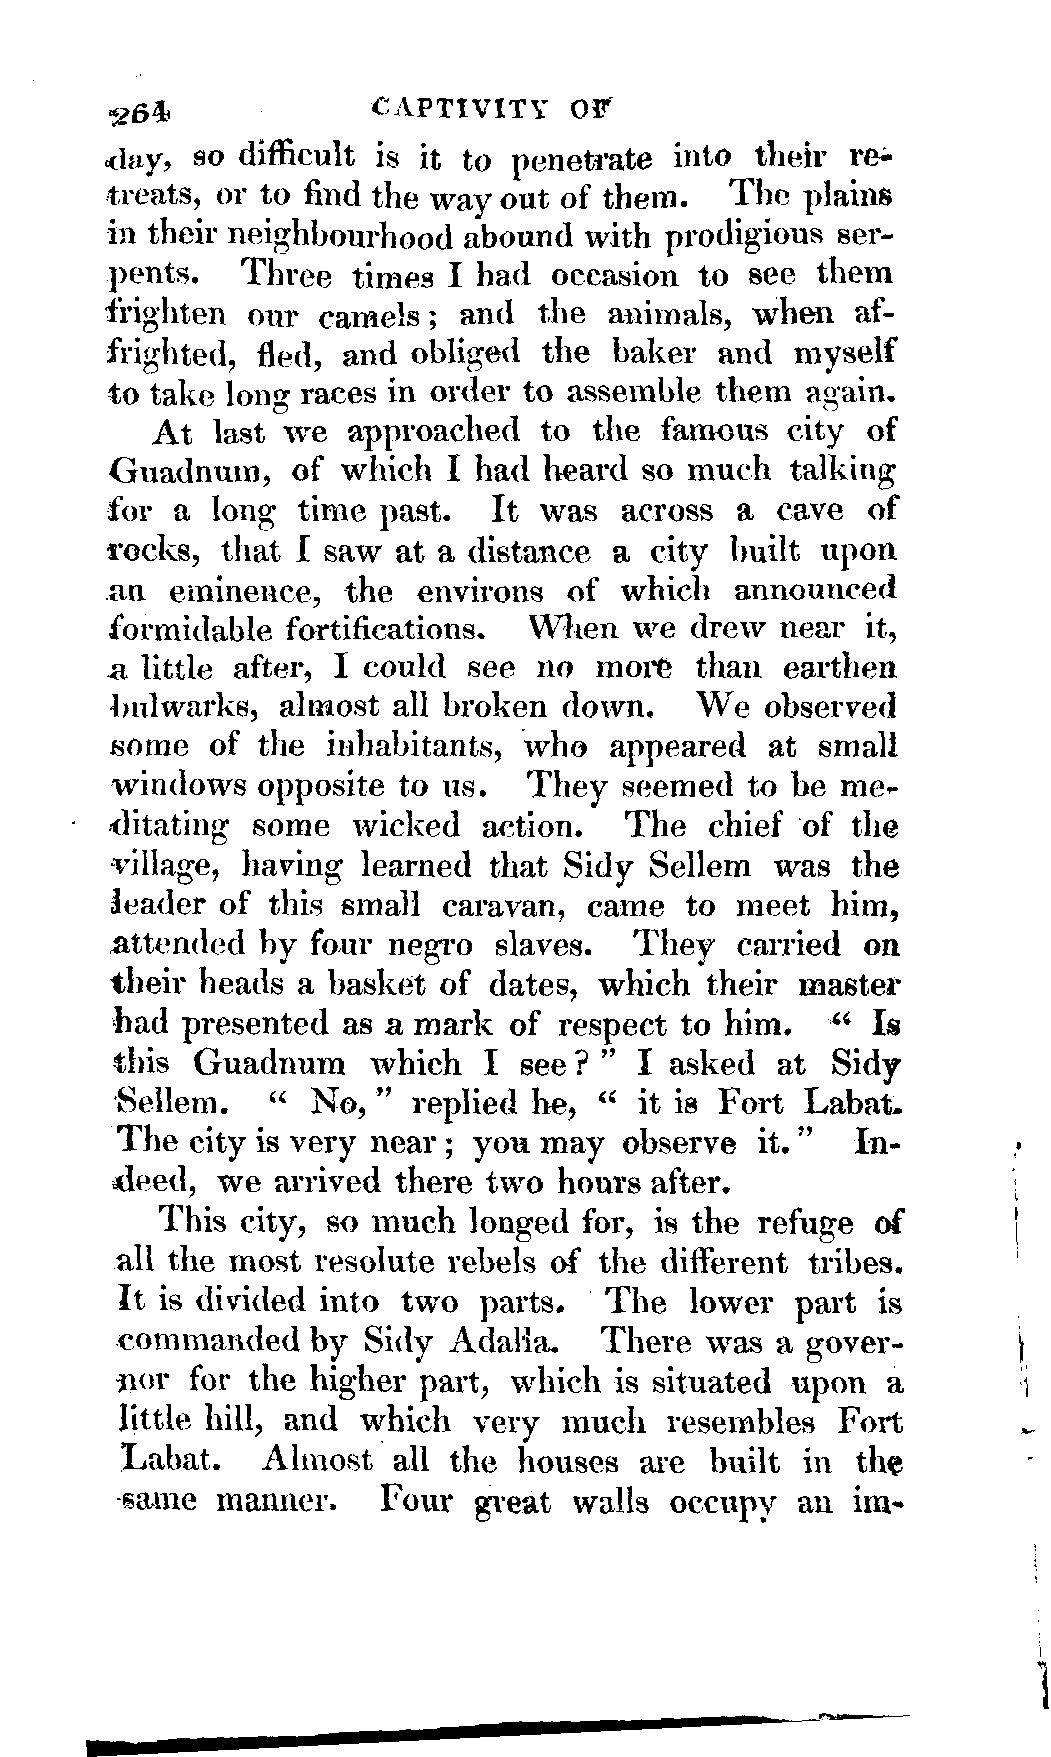 264 CAPTIVITY OF
day, so difficult is it to penetrate into their re-
treats, or to find the way out of them. The plains
in their neighbourhood abound with prodigious ser-
pents. Three times I had occasion to see them
frighten our camels; and the animals, when af-
frighted, fled, and obliged the baker and myself
to take long races in order to assemble them again.
At last we approached to the famous city of
Guadnum, of which I had heard so much talking
for a long time past. It was across a cave of
rocks, that I saw at a distance a city built upon
an eminence, the environs of which announced
formidable fortifications. When we drew near it,
a little after, I could see no more than earthen
bulwarks, almost all broken down. We observed
some of the inhabitants, who appeared at small
windows opposite to us. They seemed to be me-
ditating some wicked action. The chief of the
village, having learned that Sidy Sellem was the
leader of this small caravan, came to meet him,
attended by four negro slaves. They carried on
their heads a basket of dates, which their master
had presented as a mark of respect to him. " Is
this Guadnum which I see? " I asked at Sidy
Sellem. " No, " replied he, " it is Fort Labat.
The city is very near; you may observe it. " In-
deed, we arrived there two hours after.
This city, so much longed for, is the refuge of
all the most resolute rebels of the different tribes.
It is divided into two parts. The lower part is
commanded by Sidy Adalla. There was a gover-
nor for the higher part, which is situated upon a
little hill, and which very much resembles Fort
Labat. Almost all the houses are built in the
same manner. Four great walls occupy an im-